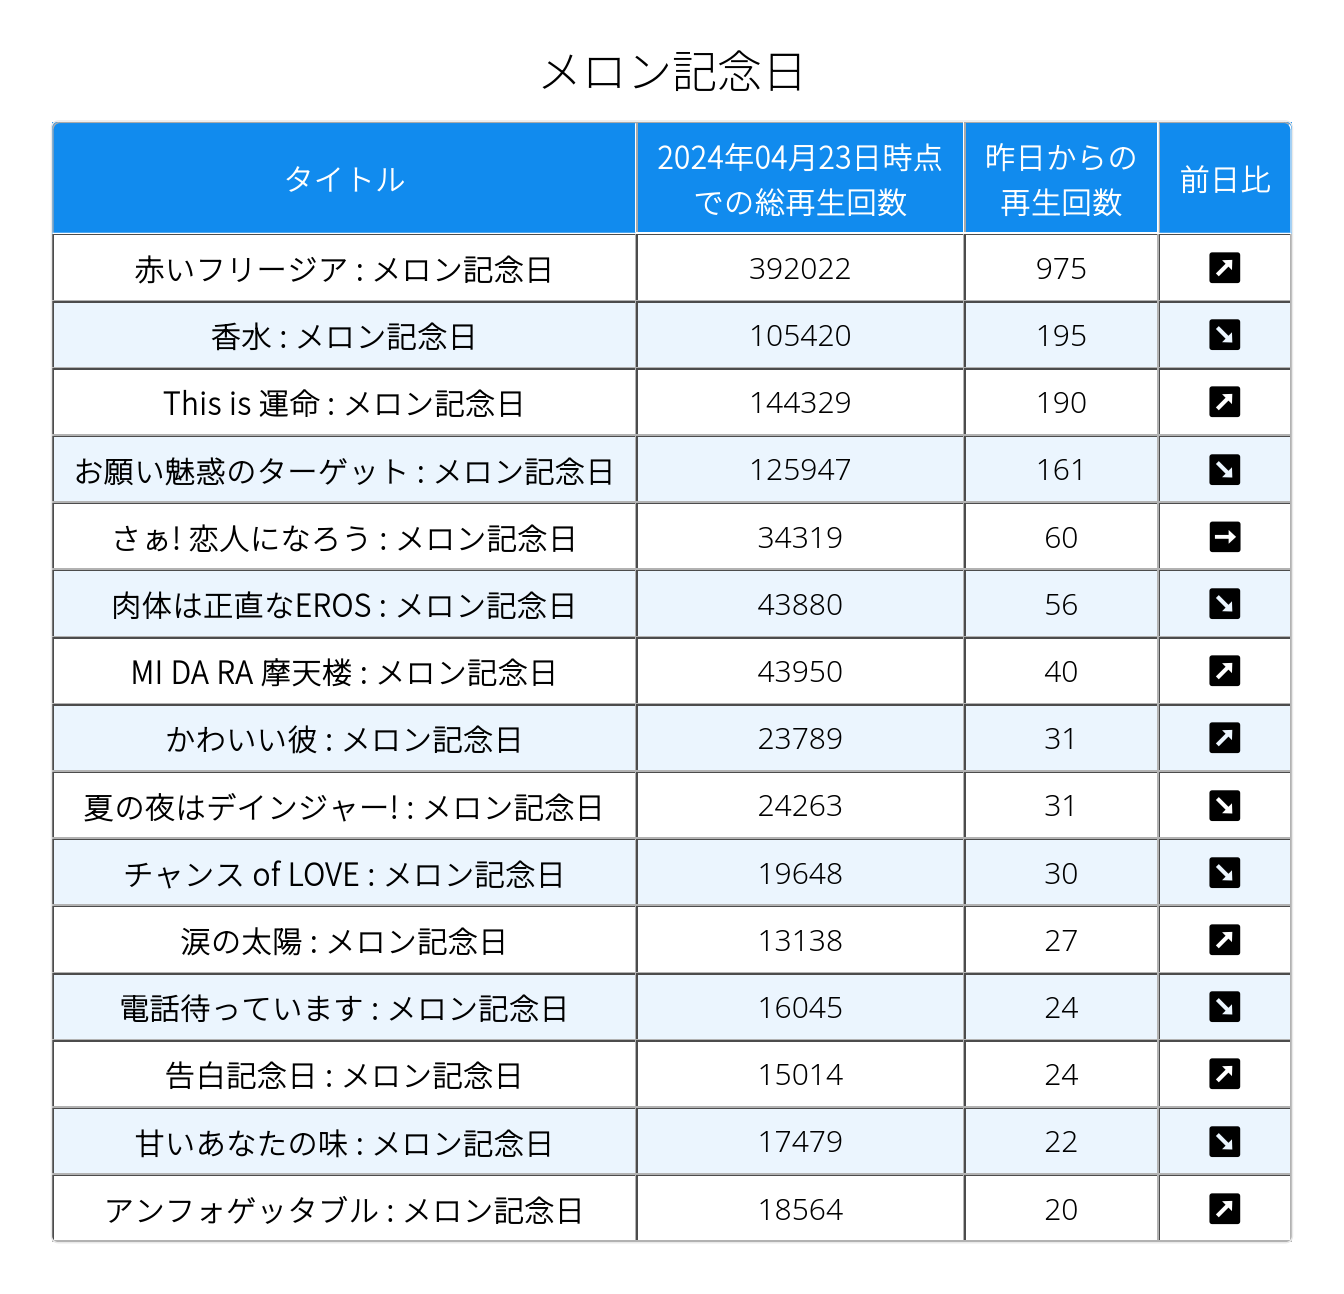 メロン記念日
タイトル
2024年04月23日時点
での総再生回数
昨日からの
再生回数
前日比
赤いフリージア : メロン記念日 392022 975 ↗
香水 : メロン記念日 105420 195 ↘
This is 運命 : メロン記念日 144329 190 ↗
お願い魅惑のターゲット : メロン記念日 125947 161 ↘
さぁ! 恋人になろう : メロン記念日 34319 60 →
肉体は正直なEROS : メロン記念日 43880 56 ↘
MI DA RA 摩天楼 : メロン記念日 43950 40 ↗
かわいい彼 : メロン記念日 23789 31 ↗
夏の夜はデインジャー! : メロン記念日 24263 31 ↘
チャンス of LOVE : メロン記念日 19648 30 ↘
涙の太陽 : メロン記念日 13138 27 ↗
電話待っています : メロン記念日 16045 24 ↘
告白記念日 : メロン記念日 15014 24 ↗
甘いあなたの味 : メロン記念日 17479 22 ↘
アンフォゲッタブル : メロン記念日 18564 20 ↗